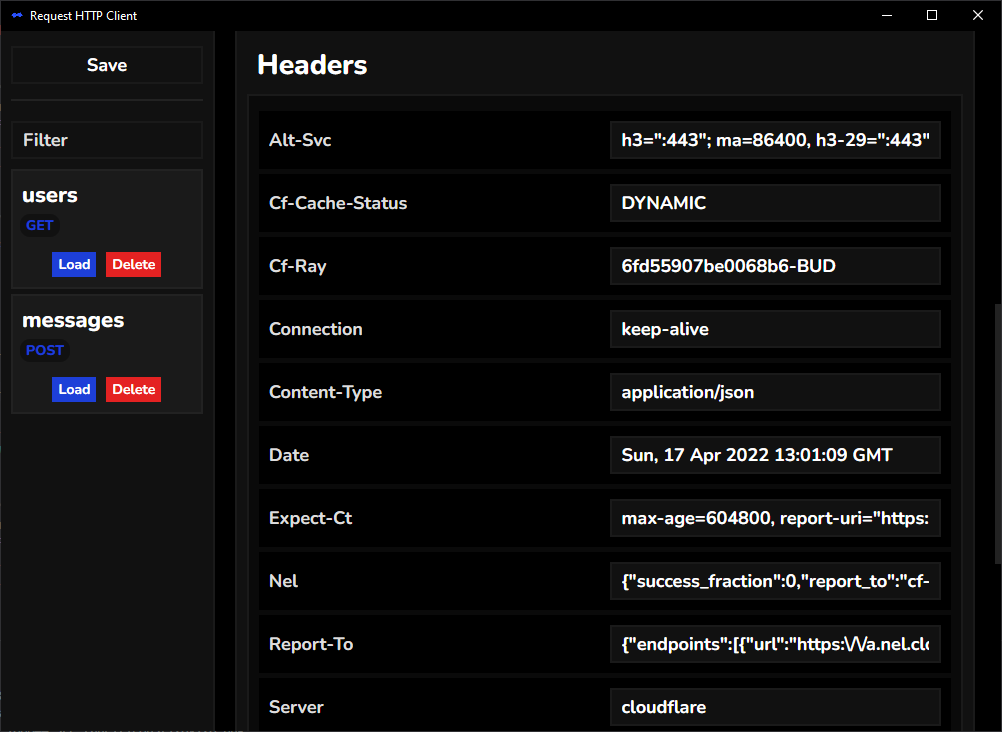 Request HTTP Client
Save
Filter
users
GET
Load Delete
messages
POST
Load Delete
Headers
Alt-Svc h3=":443"; ma=86400, h3-29=":443"
Cf-Cache-Status DYNAMIC
Cf-Ray 6fd55907be0068b6-BUD
Connection keep-alive
Content-Type application/json
Date Sun, 17 Apr 2022 13:01:09 GMT
Expect-Ct max-age=604800, report-uri="https:
Nel {"success_fraction":0,"report_to":"cf-
Report-To {"endpoints":[{"url":"https:\/\/a.nel.clo
Server cloudflare